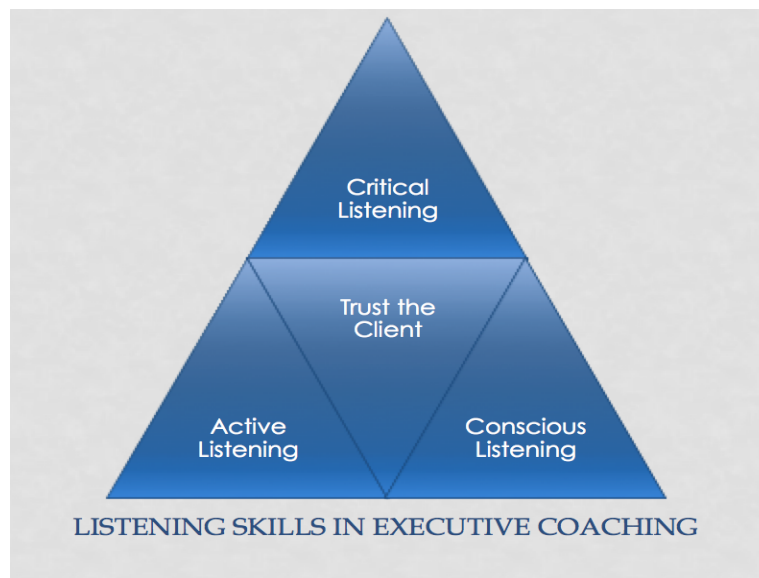 Critical
Listening
Trust the
Client
Active
Listening
Conscious
Listening
LISTENING SKILLS IN EXECUTIVE COACHING